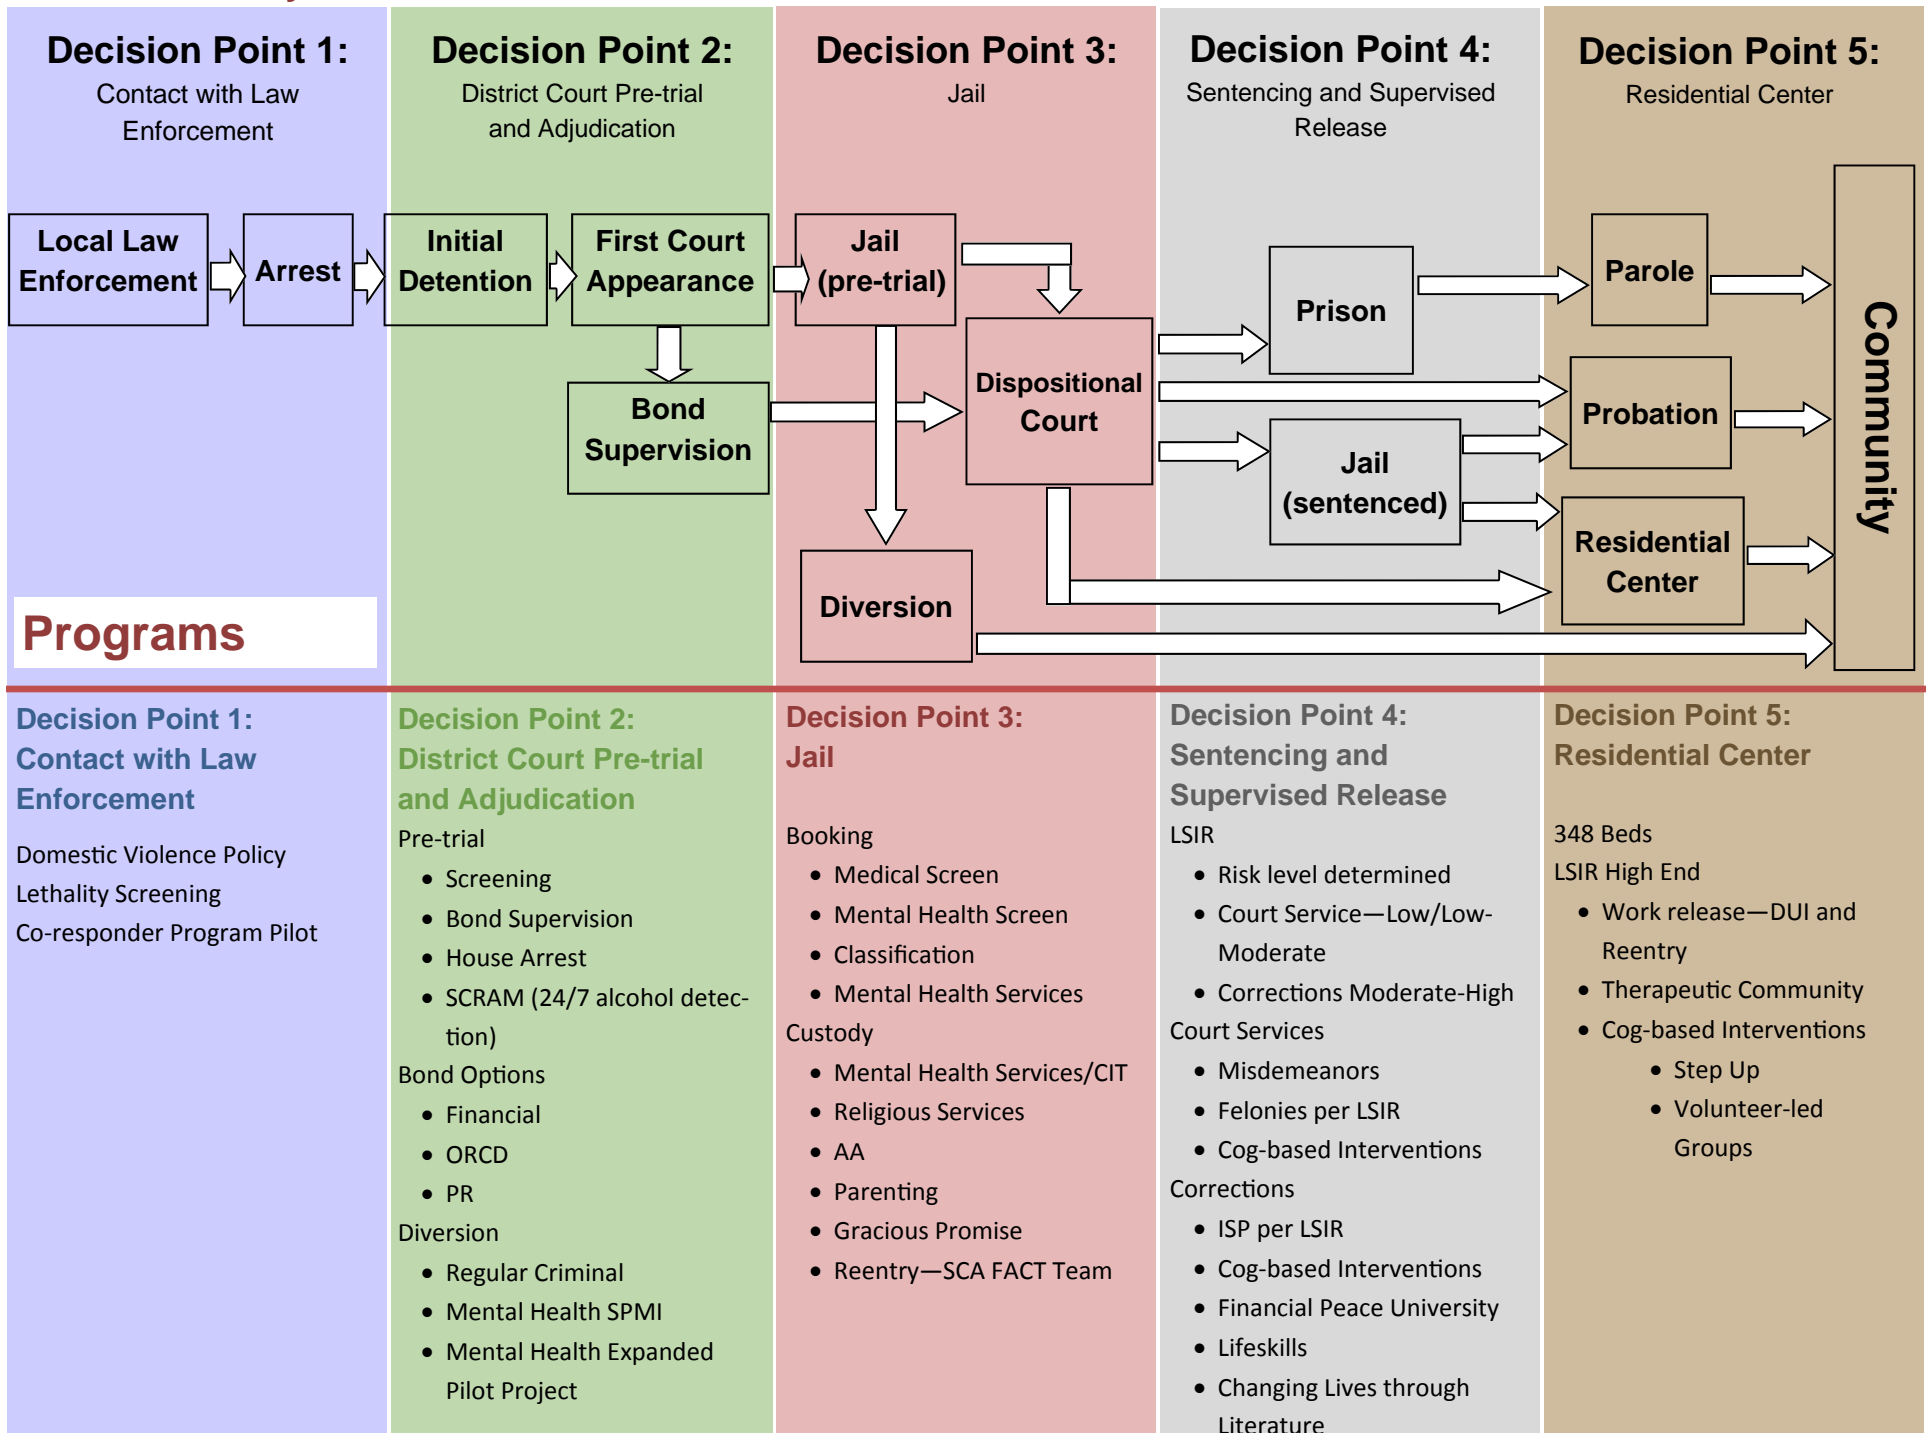 Decision Point 1:
Contact with Law
Enforcement
Decision Point 2:
District Court Pre-trial
and Adjudication
Decision Point 3:
Jail
Decision Point 4:
Sentencing and Supervised
Release
Decision Point 5:
Residential Center
Local Law
Enforcement
Arrest
Initial
Detention
First Court
Appearance
Bond
Supervision
Jail
(pre-trial)
Dispositional
Court
Diversion
Prison
Jail
(sentenced)
Parole
Probation
Residential
Center
Community
Programs
Decision Point 1:
Contact with Law
Enforcement
Domestic Violence Policy
Lethality Screening
Co-responder Program Pilot
Decision Point 2:
District Court Pre-trial
and Adjudication
Pre-trial
• Screening
• Bond Supervision
• House Arrest
• SCRAM (24/7 alcohol detec-
tion)
Bond Options
• Financial
• ORCD
• PR
Diversion
• Regular Criminal
• Mental Health SPMI
• Mental Health Expanded
Pilot Project
Decision Point 3:
Jail
Booking
• Medical Screen
• Mental Health Screen
• Classification
• Mental Health Services
Custody
• Mental Health Services/CIT
• Religious Services
• AA
• Parenting
• Gracious Promise
• Reentry—SCA FACT Team
Decision Point 4:
Sentencing and
Supervised Release
LSIR
• Risk level determined
• Court Service—Low/Low-
Moderate
• Corrections Moderate-High
Court Services
• Misdemeanors
• Felonies per LSIR
• Cog-based Interventions
Corrections
• ISP per LSIR
• Cog-based Interventions
• Financial Peace University
• Lifeskills
• Changing Lives through
Literature
Decision Point 5:
Residential Center
348 Beds
LSIR High End
• Work release—DUI and
Reentry
• Therapeutic Community
• Cog-based Interventions
• Step Up
• Volunteer-led
Groups